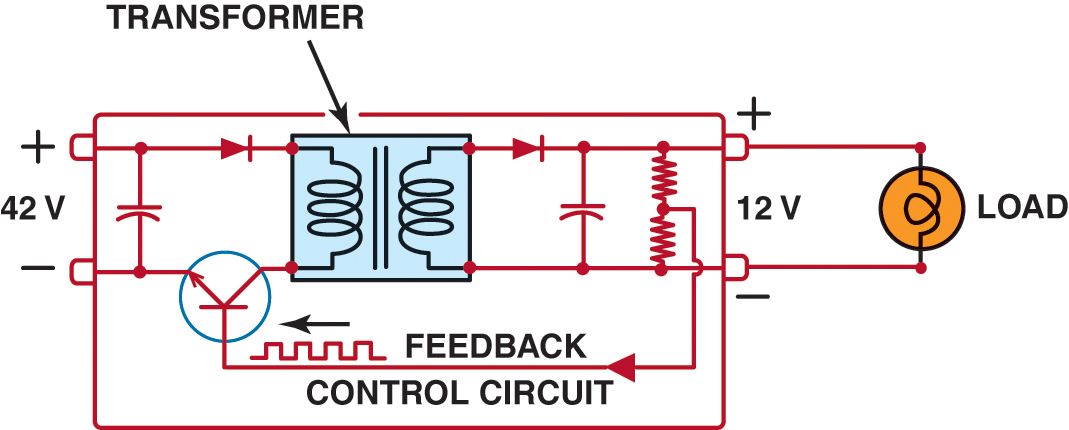 TRANSFORMER
+
+
42 V
12 V
LOAD
−
−
FEEDBACK
CONTROL CIRCUIT